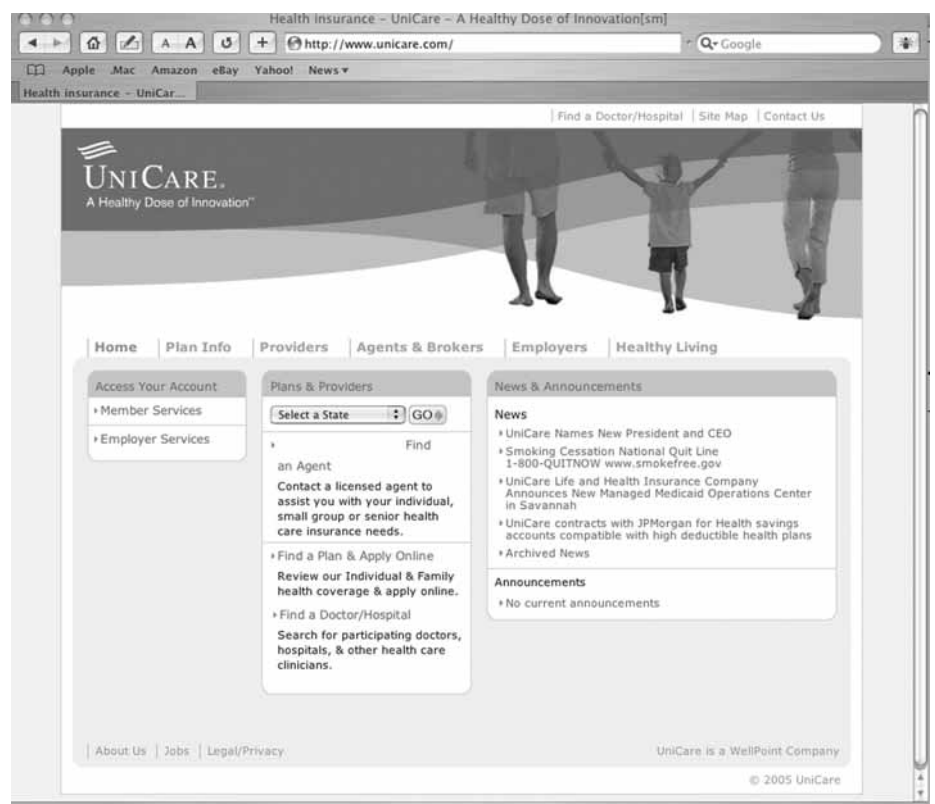 Health insurance – UniCare – A Healthy Dose of Innovation[sm]
A A http://www.unicare.com/ Google
Apple .Mac Amazon eBay Yahoo! News
Health insurance – UniCar...
Find a Doctor/Hospital | Site Map | Contact Us
UNICARE®
A Healthy Dose of Innovation℠
Home | Plan Info | Providers | Agents & Brokers | Employers | Healthy Living
Access Your Account
Member Services
Employer Services
Plans & Providers
Select a State GO
Find
an Agent
Contact a licensed agent to
assist you with your individual,
small group or senior health
care insurance needs.
Find a Plan & Apply Online
Review our Individual & Family
health coverage & apply online.
Find a Doctor/Hospital
Search for participating doctors,
hospitals, & other health care
clinicians.
News & Announcements
News
UniCare Names New President and CEO
Smoking Cessation National Quit Line
1-800-QUITNOW www.smokefree.gov
UniCare Life and Health Insurance Company
Announces New Managed Medicaid Operations Center
in Savannah
UniCare contracts with JPMorgan for Health savings
accounts compatible with high deductible health plans
Archived News
Announcements
No current announcements
About Us | Jobs | Legal/Privacy
UniCare is a WellPoint Company
© 2005 UniCare